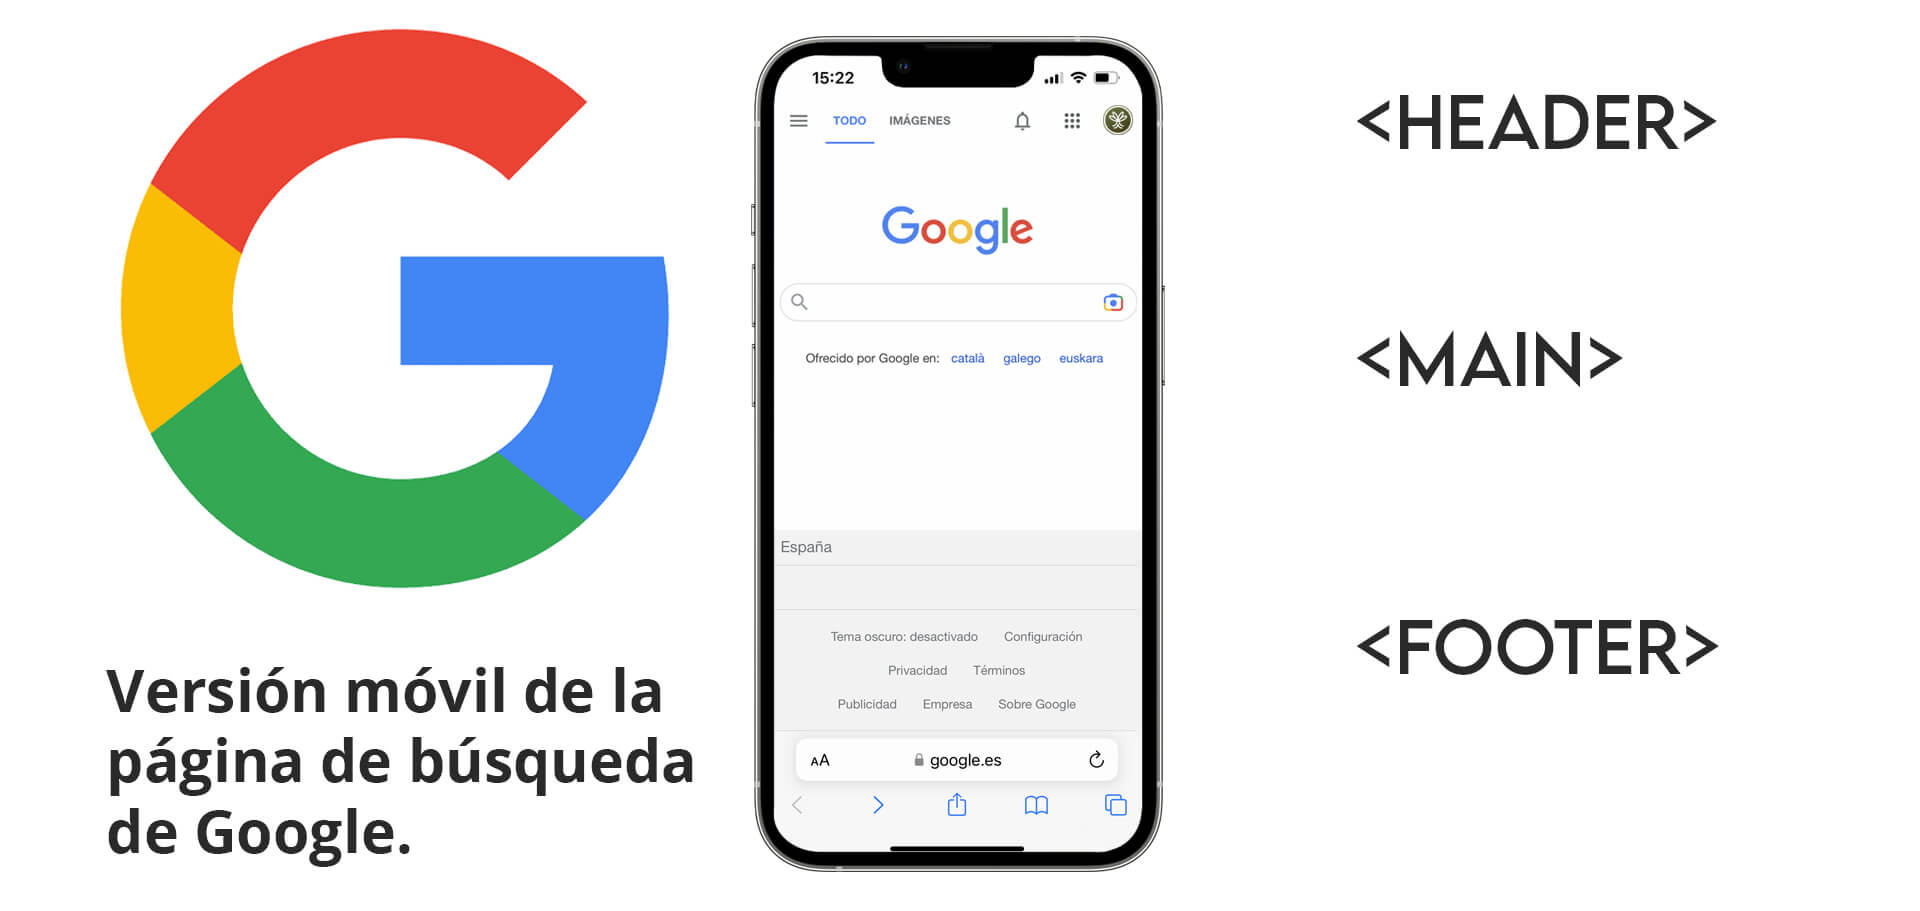 Versión móvil de la
página de búsqueda
de Google.
15:22
TODO IMÁGENES
Google
Ofrecido por Google en: català galego euskara
España
Tema oscuro: desactivado Configuración
Privacidad Términos
Publicidad Empresa Sobre Google
AA google.es
<HEADER>
<MAIN>
<FOOTER>